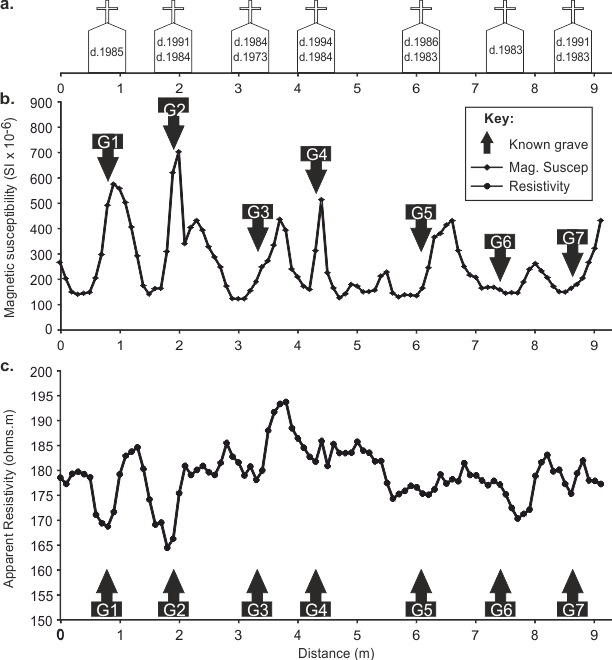 a.
d.1985
d.1991
d.1984
d.1984
d.1973
d.1994
d.1984
d.1986
d.1983
d.1983
d.1991
d.1983
0 1 2 3 4 5 6 7 8 9
b.
Magnetic susceptibility (SI x 10-6)
900
800
700
600
500
400
300
200
100
0
G1
G2
G3
G4
G5
G6
G7
Key:
Known grave
Mag. Suscep
Resistivity
0 1 2 3 4 5 6 7 8 9
c.
Apparent Resistivity (ohms.m)
200
195
190
185
180
175
170
165
160
155
150
G1 G2 G3 G4 G5 G6 G7
0 1 2 3 4 5 6 7 8 9
Distance (m)